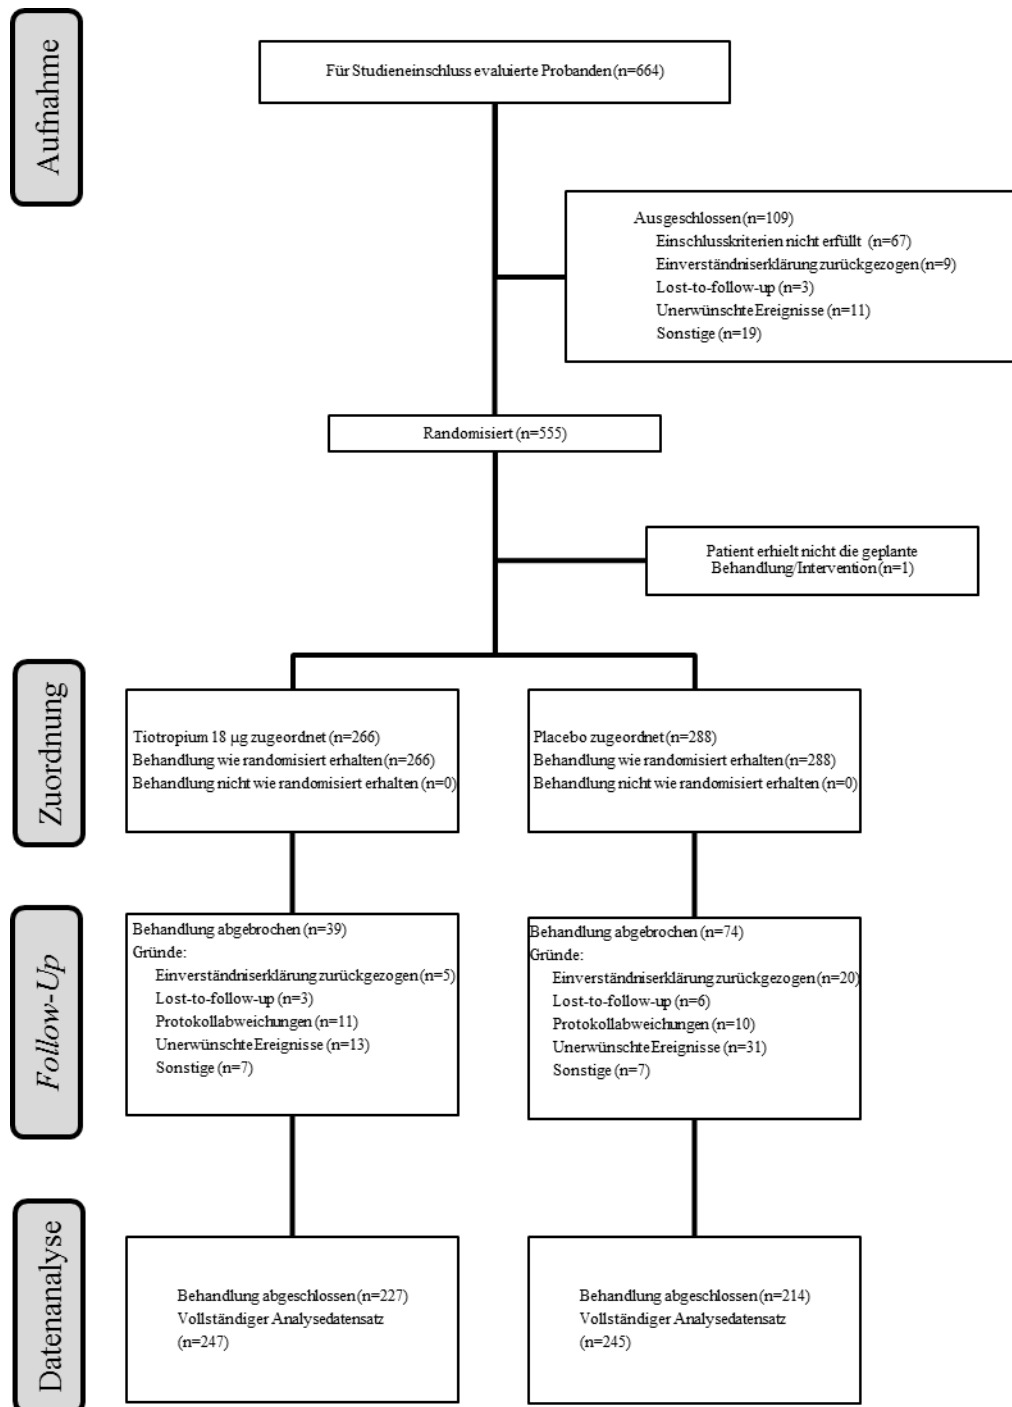 Aufnahme
Für Studieneinschluss evaluierte Probanden (n=664)
Ausgeschlossen (n=109)
Einschlusskriterien nicht erfüllt (n=67)
Einverständniserklärung zurückgezogen (n=9)
Lost-to-follow-up (n=3)
Unerwünschte Ereignisse (n=11)
Sonstige (n=19)
Randomisiert (n=555)
Patient erhielt nicht die geplante
Behandlung/Intervention (n=1)
Zuordnung
Tiotropium 18 µg zugeordnet (n=266)
Behandlung wie randomisiert erhalten (n=266)
Behandlung nicht wie randomisiert erhalten (n=0)
Placebo zugeordnet (n=288)
Behandlung wie randomisiert erhalten (n=288)
Behandlung nicht wie randomisiert erhalten (n=0)
Follow-Up
Behandlung abgebrochen (n=39)
Gründe:
Einverständniserklärung zurückgezogen (n=5)
Lost-to-follow-up (n=3)
Protokollabweichungen (n=11)
Unerwünschte Ereignisse (n=13)
Sonstige (n=7)
Behandlung abgebrochen (n=74)
Gründe:
Einverständniserklärung zurückgezogen (n=20)
Lost-to-follow-up (n=6)
Protokollabweichungen (n=10)
Unerwünschte Ereignisse (n=31)
Sonstige (n=7)
Datenanalyse
Behandlung abgeschlossen (n=227)
Vollständiger Analysedatensatz
(n=247)
Behandlung abgeschlossen (n=214)
Vollständiger Analysedatensatz
(n=245)